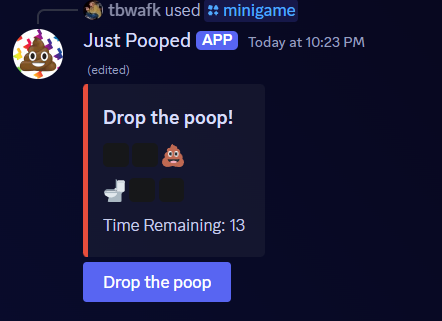 tbwafk used minigame
Just Pooped APP Today at 10:23 PM
(edited)
Drop the poop!
Time Remaining: 13
Drop the poop